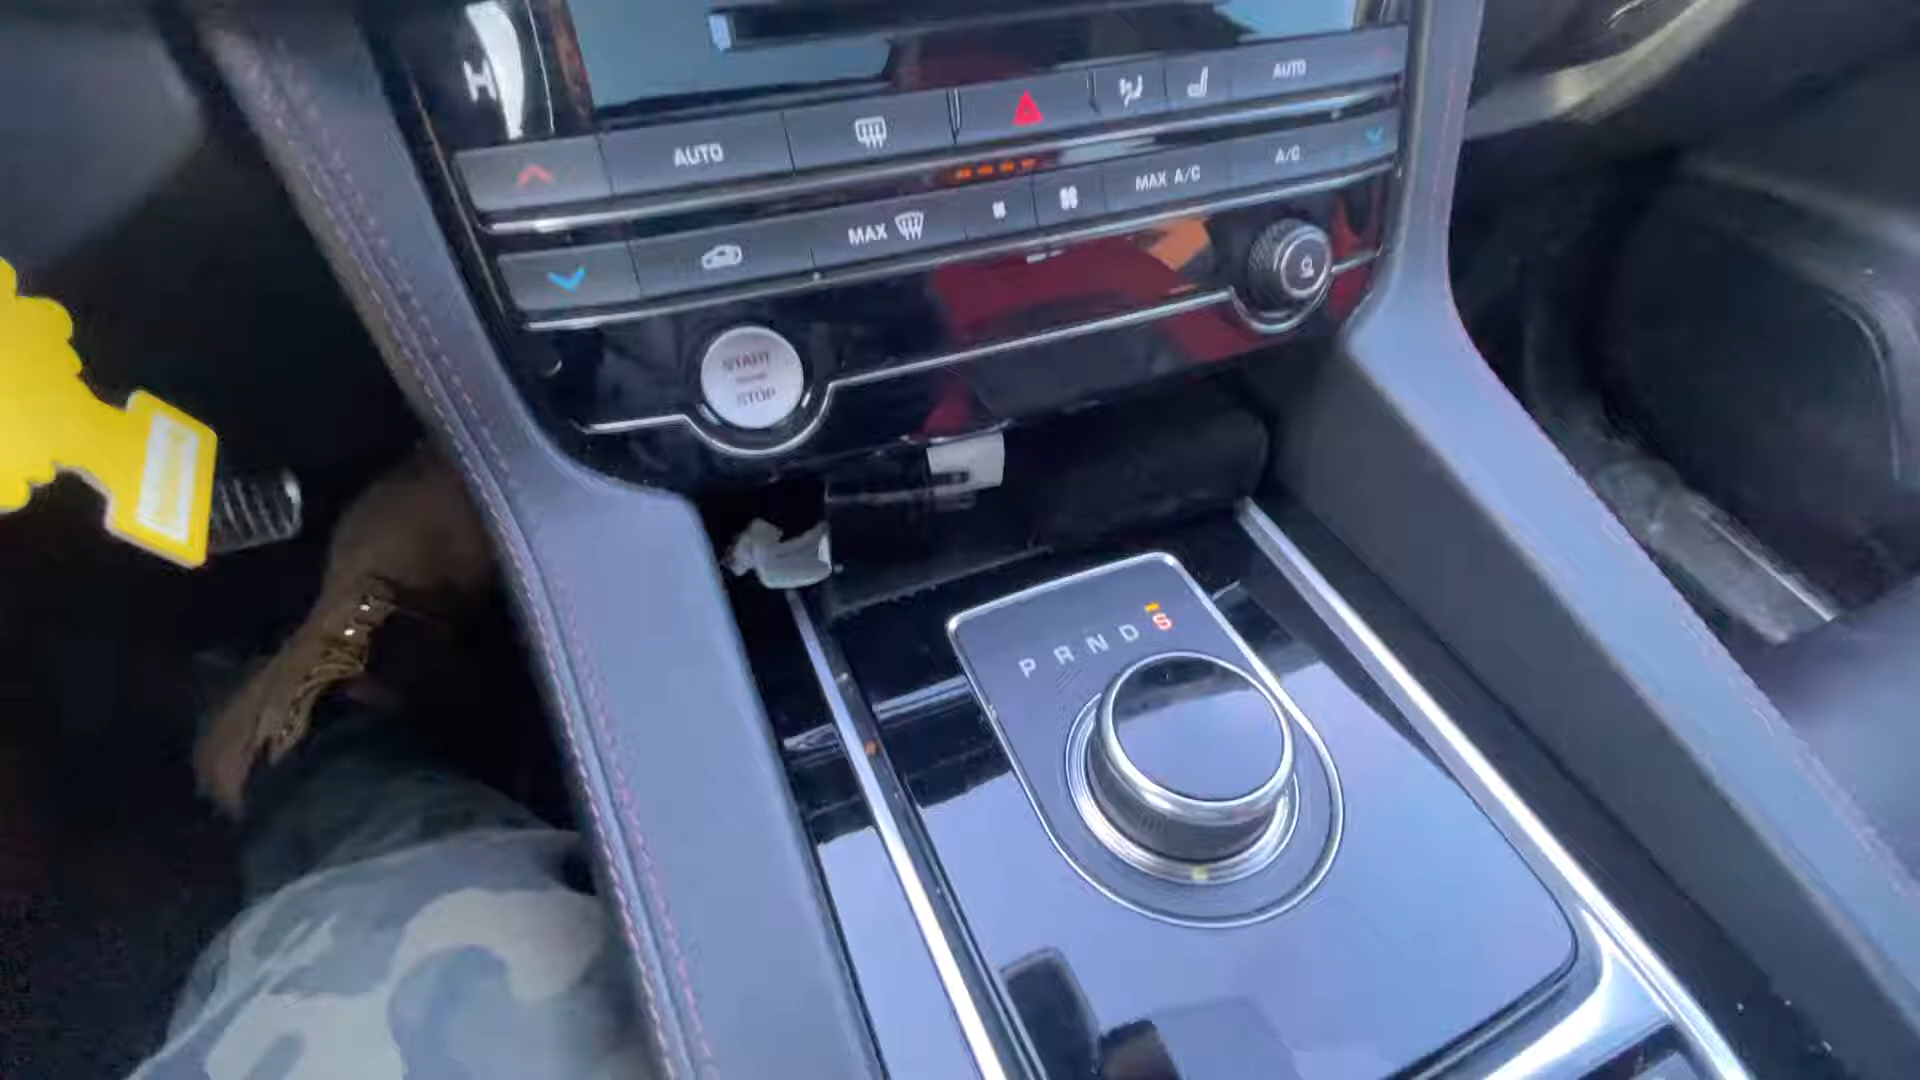 AUTO
AUTO
MAX
MAX A/C
A/C
START
STOP
P R N D S